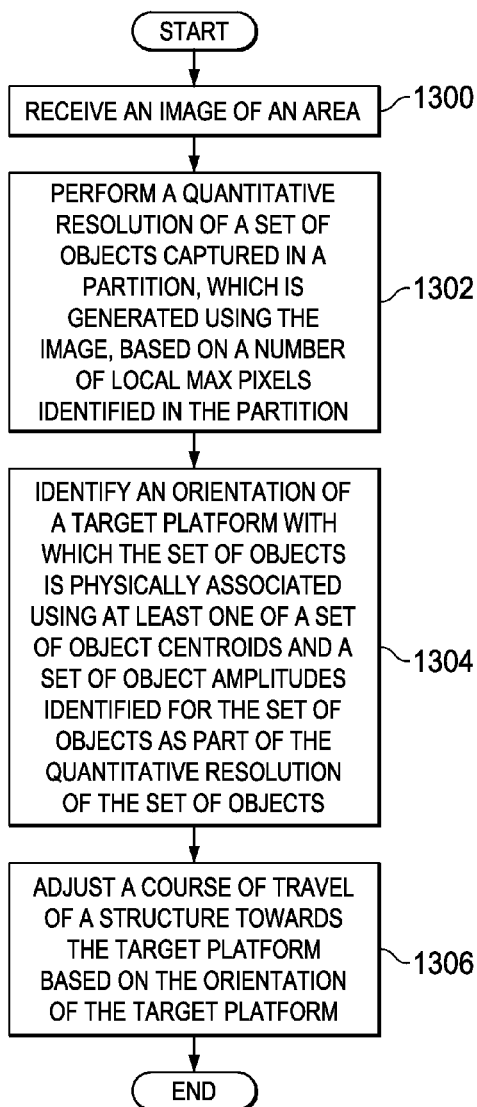 START
RECEIVE AN IMAGE OF AN AREA
1300
PERFORM A QUANTITATIVE
RESOLUTION OF A SET OF
OBJECTS CAPTURED IN A
PARTITION, WHICH IS
GENERATED USING THE
IMAGE, BASED ON A NUMBER
OF LOCAL MAX PIXELS
IDENTIFIED IN THE PARTITION
1302
IDENTIFY AN ORIENTATION OF
A TARGET PLATFORM WITH
WHICH THE SET OF OBJECTS
IS PHYSICALLY ASSOCIATED
USING AT LEAST ONE OF A SET
OF OBJECT CENTROIDS AND A
SET OF OBJECT AMPLITUDES
IDENTIFIED FOR THE SET OF
OBJECTS AS PART OF THE
QUANTITATIVE RESOLUTION
OF THE SET OF OBJECTS
1304
ADJUST A COURSE OF TRAVEL
OF A STRUCTURE TOWARDS
THE TARGET PLATFORM
BASED ON THE ORIENTATION
OF THE TARGET PLATFORM
1306
END